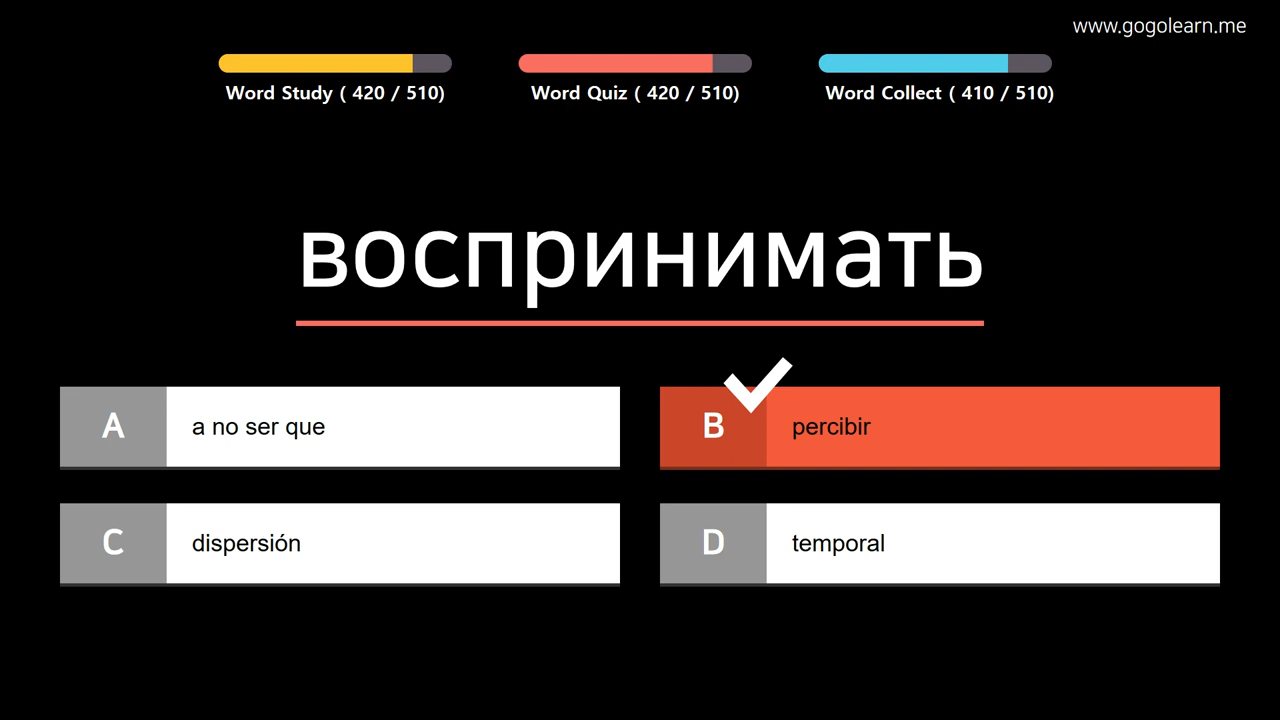 www.gogolearn.me
Word Study ( 420 / 510)
Word Quiz ( 420 / 510)
Word Collect ( 410 / 510)
воспринимать
A a no ser que
B percibir
C dispersión
D temporal